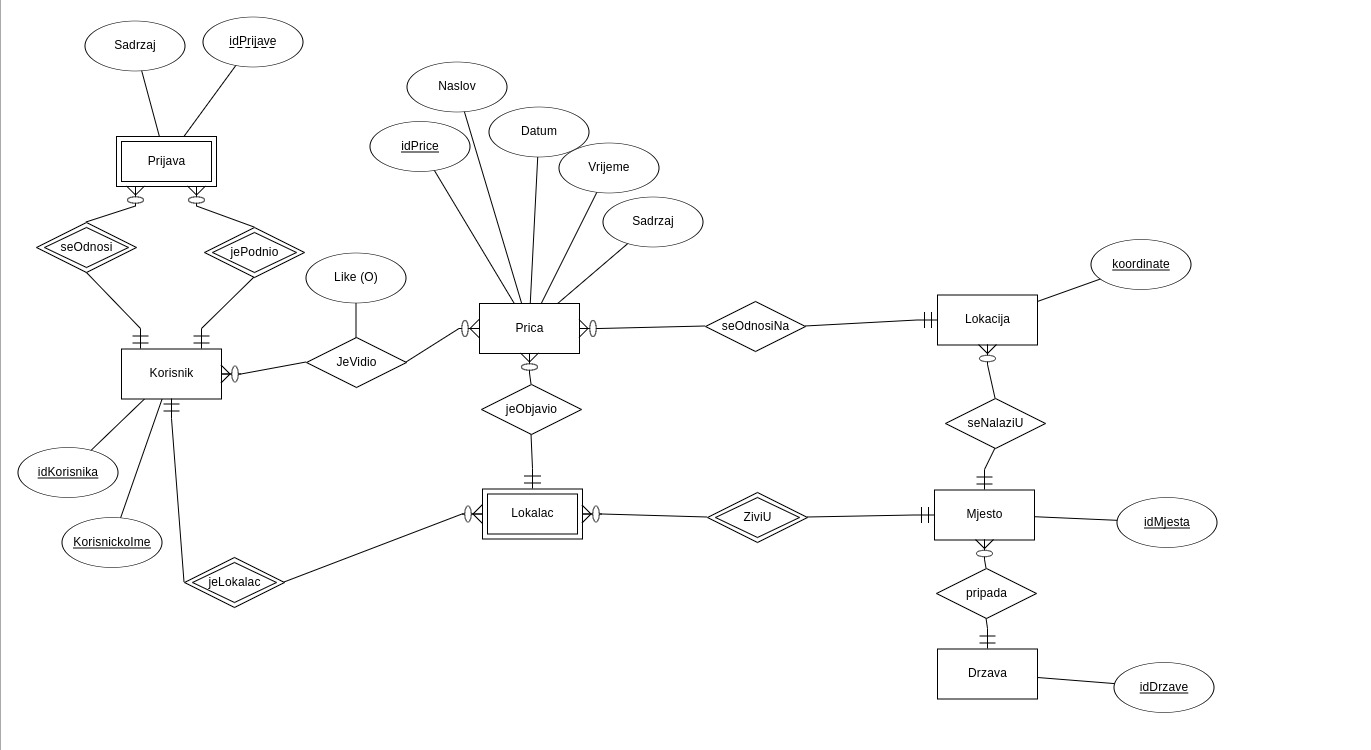 Sadrzaj
idPrijave
Naslov
Datum
idPrice
Vrijeme
Prijava
Sadrzaj
seOdnosi
jePodnio
Like (O)
koordinate
Prica
seOdnosiNa
Lokacija
JeVidio
Korisnik
jeObjavio
seNalaziU
idKorisnika
Lokalac
ZiviU
Mjesto
idMjesta
KorisnickoIme
jeLokalac
pripada
Drzava
idDrzave